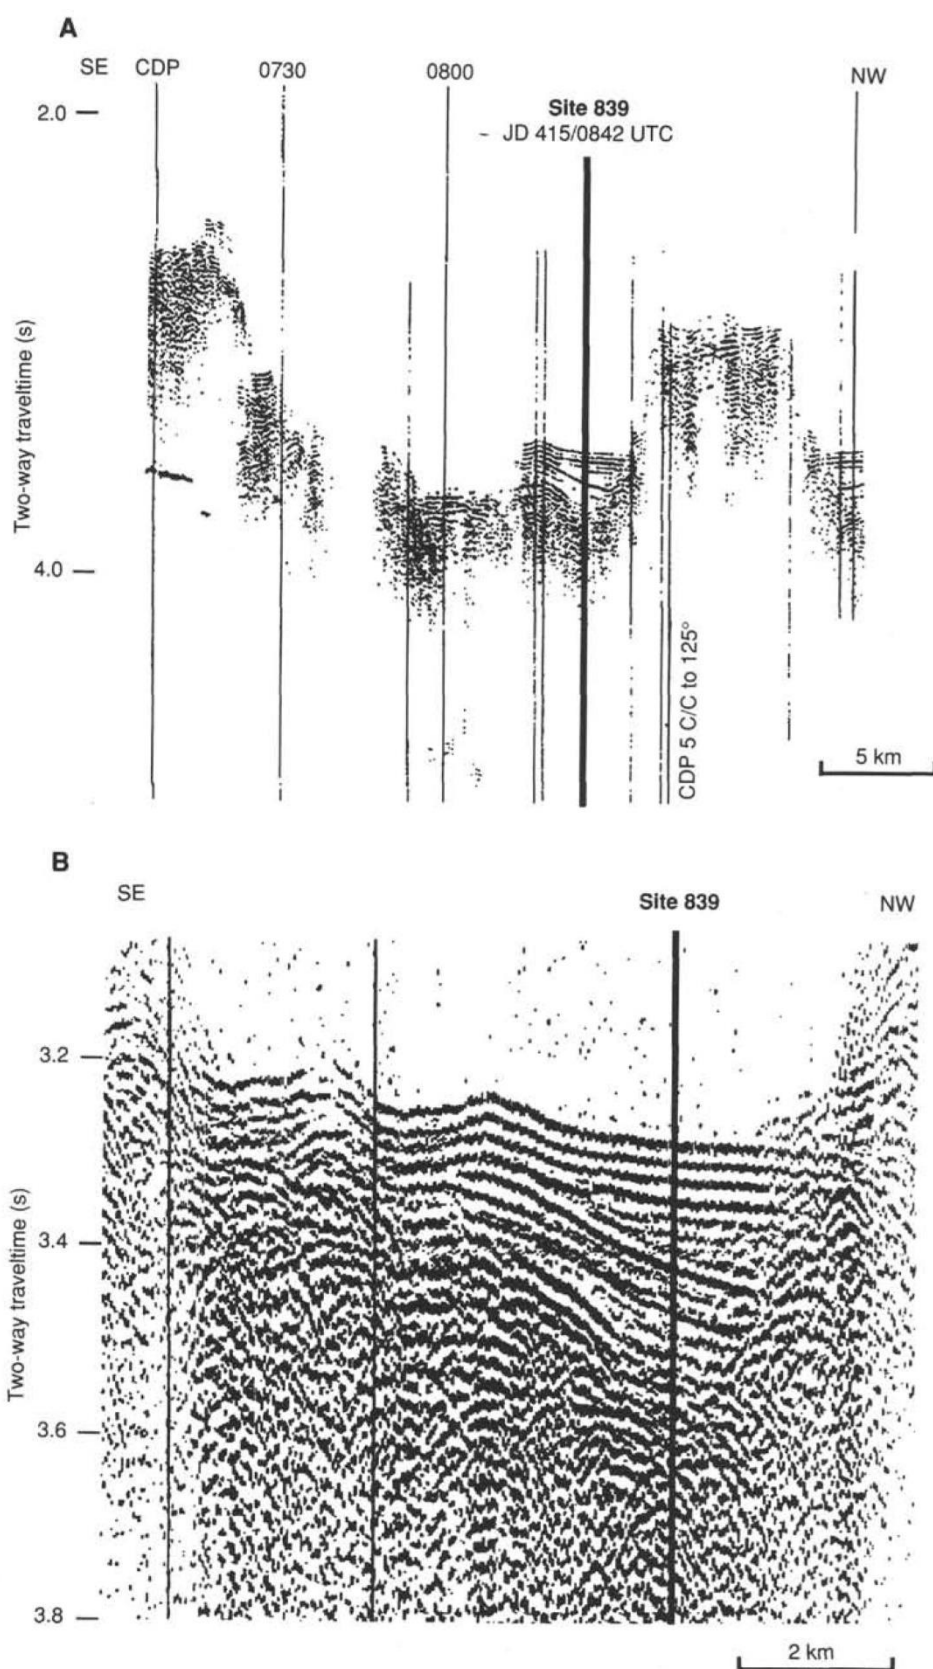 A
SE CDP 0730 0800 NW
2.0
Site 839
JD 415/0842 UTC
Two-way traveltime (s)
4.0
CDP 5 C/C to 125°
5 km
B
SE Site 839 NW
3.2
Two-way traveltime (s)
3.4
3.6
3.8
2 km